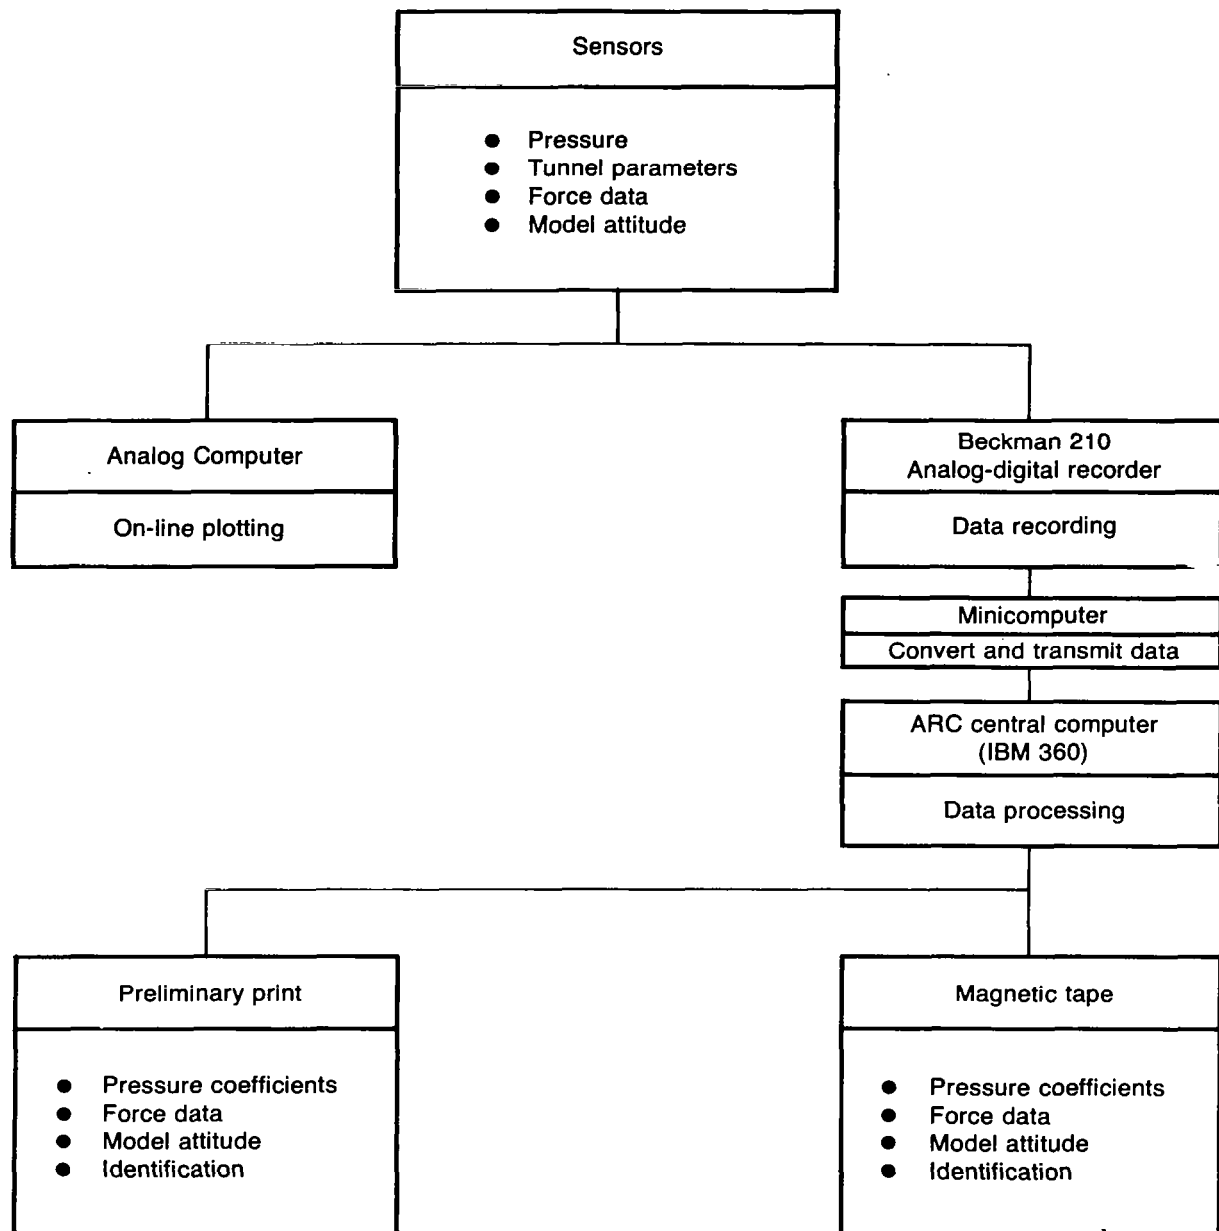 Sensors
● Pressure
● Tunnel parameters
● Force data
● Model attitude
Analog Computer
On-line plotting
Beckman 210
Analog-digital recorder
Data recording
Minicomputer
Convert and transmit data
ARC central computer
(IBM 360)
Data processing
Preliminary print
● Pressure coefficients
● Force data
● Model attitude
● Identification
Magnetic tape
● Pressure coefficients
● Force data
● Model attitude
● Identification